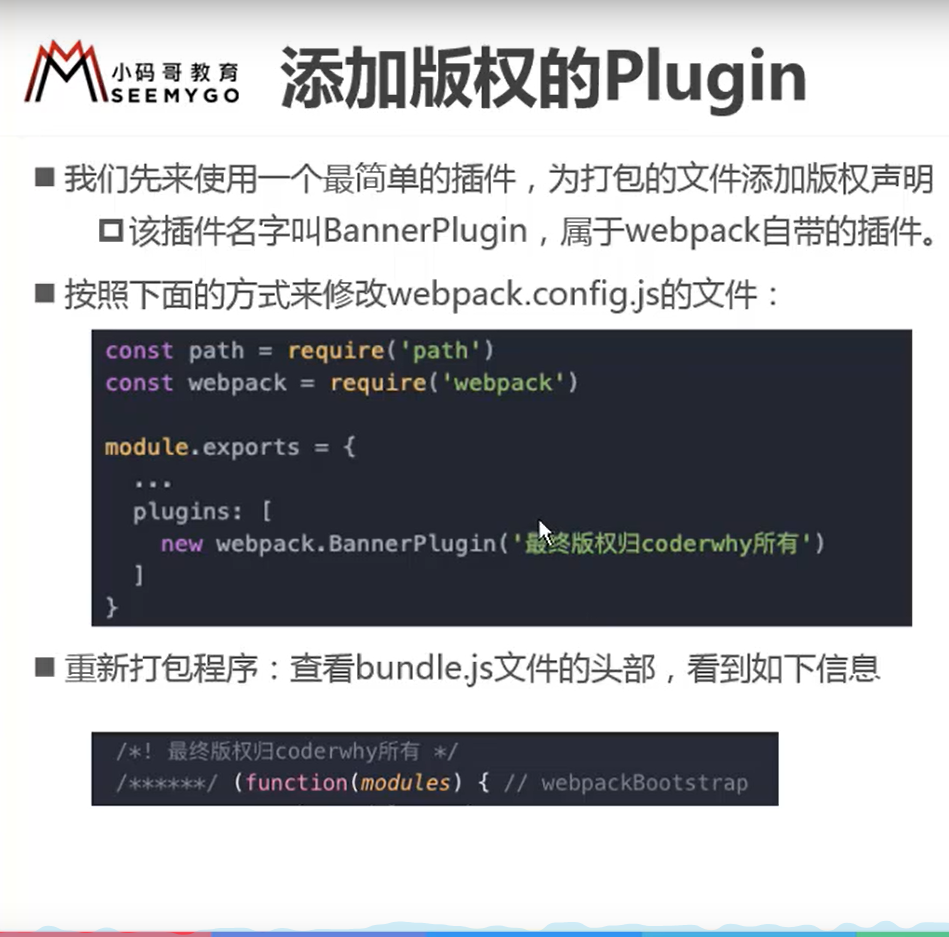 小码哥教育
SEEMYGO
添加版权的Plugin
我们先来使用一个最简单的插件，为打包的文件添加版权声明
该插件名字叫BannerPlugin，属于webpack自带的插件。
按照下面的方式来修改webpack.config.js的文件：
const path = require('path')
const webpack = require('webpack')
module.exports = {
...
plugins: [
new webpack.BannerPlugin('最终版权归coderwhy所有')
]
}
重新打包程序：查看bundle.js文件的头部，看到如下信息
/*! 最终版权归coderwhy所有 */
/******/ (function(modules) { // webpackBootstrap